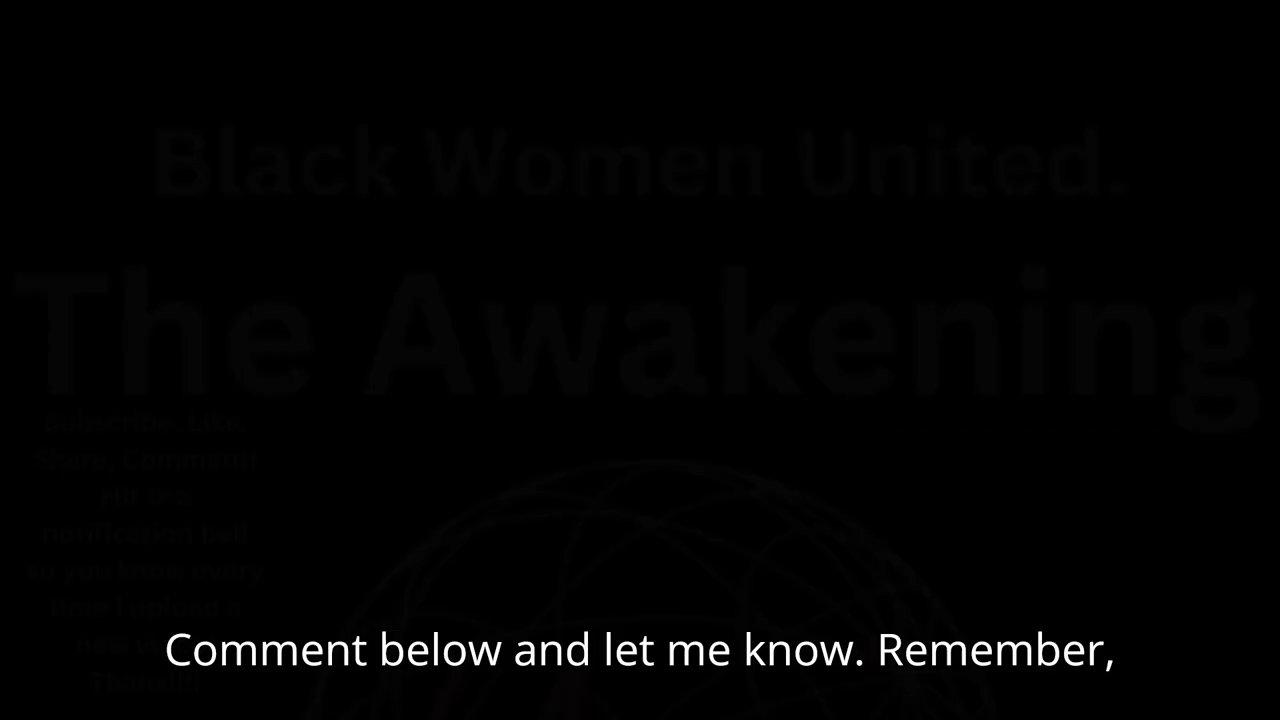 Black Women United.
The Awakening
Subscribe, Like,
Share, Comment!
Hit the
notification bell
so you know every
time I upload a
new
Comment below and let me know. Remember,